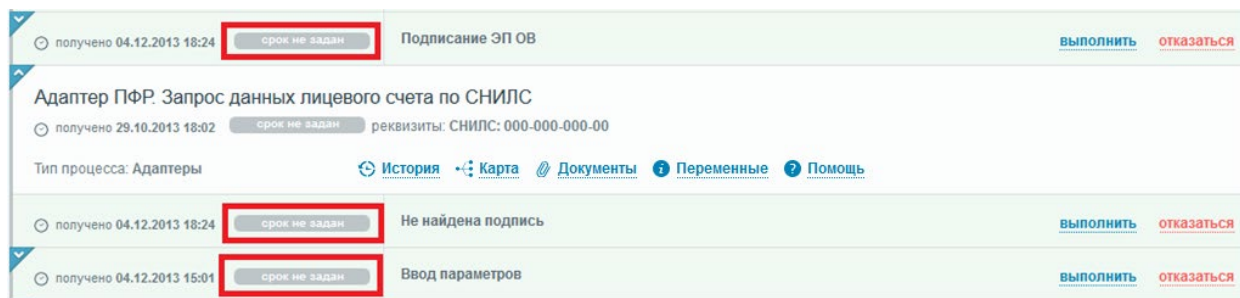 получено 04.12.2013 18:24 срок не задан Подписание ЭП ОВ выполнить отказаться
Адаптер ПФР. Запрос данных лицевого счета по СНИЛС
получено 29.10.2013 18:02 срок не задан реквизиты: СНИЛС: 000-000-000-00
Тип процесса: Адаптеры История Карта Документы Переменные Помощь
получено 04.12.2013 18:24 срок не задан Не найдена подпись выполнить отказаться
получено 04.12.2013 15:01 срок не задан Ввод параметров выполнить отказаться